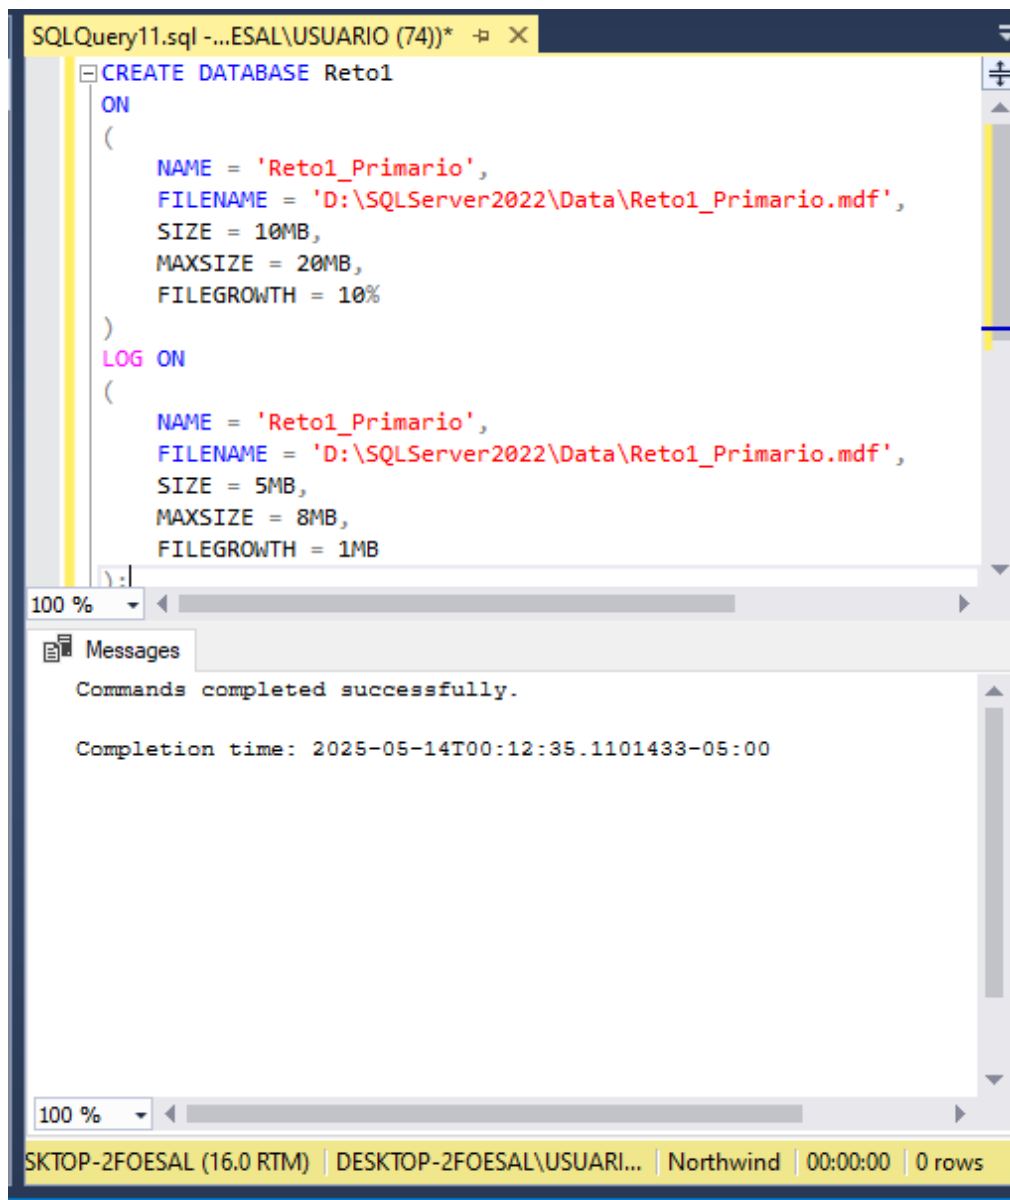 SQLQuery11.sql -...ESAL\USUARIO (74))*
CREATE DATABASE Reto1
ON
(
NAME = 'Reto1_Primario',
FILENAME = 'D:\SQLServer2022\Data\Reto1_Primario.mdf',
SIZE = 10MB,
MAXSIZE = 20MB,
FILEGROWTH = 10%
)
LOG ON
(
NAME = 'Reto1_Primario',
FILENAME = 'D:\SQLServer2022\Data\Reto1_Primario.mdf',
SIZE = 5MB,
MAXSIZE = 8MB,
FILEGROWTH = 1MB
);
100 %
Messages
Commands completed successfully.
Completion time: 2025-05-14T00:12:35.1101433-05:00
100 %
SKTOP-2FOESAL (16.0 RTM) DESKTOP-2FOESAL\USUARI... Northwind 00:00:00 0 rows